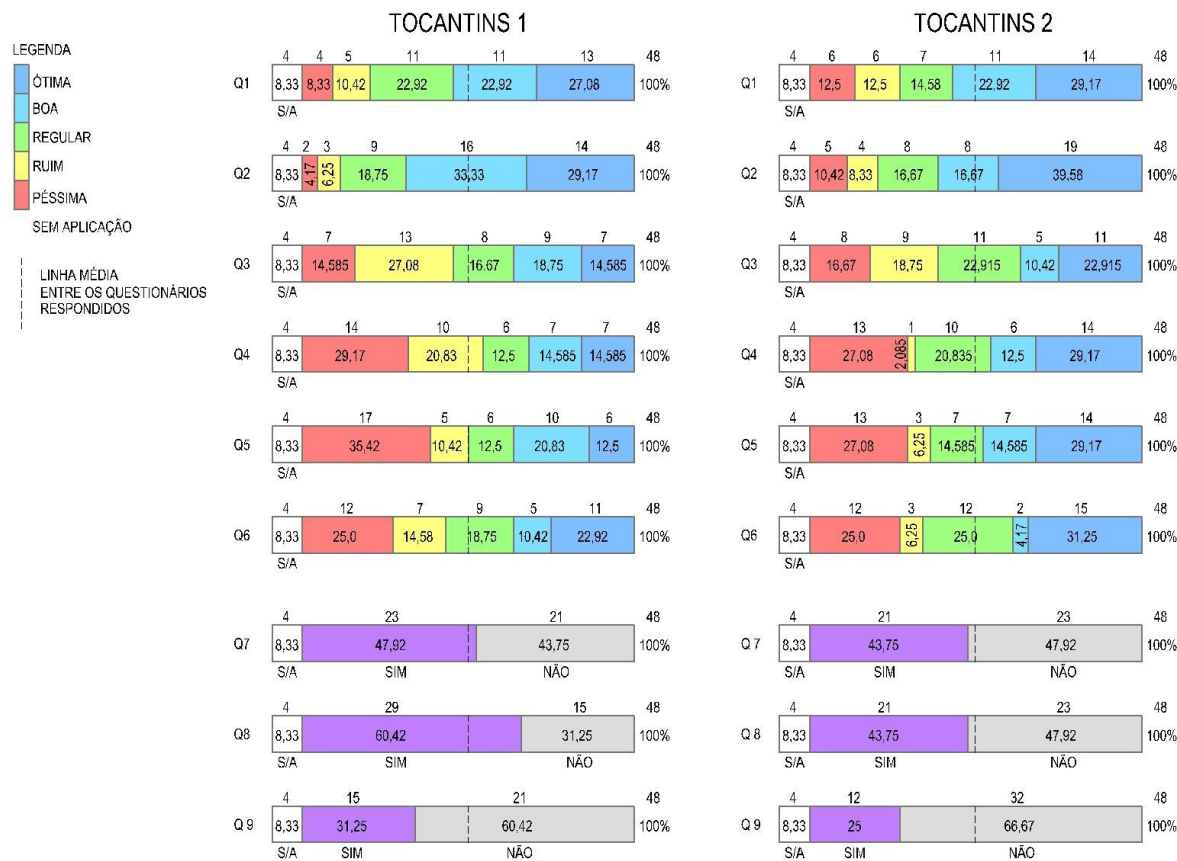 TOCANTINS 1
TOCANTINS 2
LEGENDA
ÓTIMA
BOA
REGULAR
RUIM
PÉSSIMA
SEM APLICAÇÃO
LINHA MÉDIA
ENTRE OS QUESTIONÁRIOS
RESPONDIDOS
4 4 5 11 11 13 48
Q1 8,33 8,33 10,42 22,92 22,92 27,08 100%
S/A
4 2 3 9 16 14 48
Q2 8,33 4,17 6,25 18,75 33,33 29,17 100%
S/A
4 7 13 8 9 7 48
Q3 8,33 14,585 27,08 16.67 18,75 14,585 100%
S/A
4 14 10 6 7 7 48
Q4 8,33 29,17 20,83 12,5 14,585 14,585 100%
S/A
4 17 5 6 10 6 48
Q5 8,33 35,42 10,42 12,5 20,83 12,5 100%
S/A
4 12 7 9 5 11 48
Q6 8,33 25,0 14,58 18,75 10,42 22,92 100%
S/A
4 23 21 48
Q7 8,33 47,92 43,75 100%
S/A SIM NÃO
4 29 15 48
Q8 8,33 60,42 31,25 100%
S/A SIM NÃO
4 15 21 48
Q 9 8,33 31,25 60,42 100%
S/A SIM NÃO
4 6 6 7 11 14 48
Q1 8,33 12,5 12,5 14,58 22,92 29,17 100%
S/A
4 5 4 8 8 19 48
Q2 8,33 10,42 8,33 16,67 16,67 39,58 100%
S/A
4 8 9 11 5 11 48
Q3 8,33 16,67 18,75 22,915 10,42 22,915 100%
S/A
4 13 1 10 6 14 48
Q4 8,33 27,08 2,085 20,835 12,5 29,17 100%
S/A
4 13 3 7 7 14 48
Q5 8,33 27,08 6,25 14,585 14,585 29,17 100%
S/A
4 12 3 12 2 15 48
Q6 8,33 25,0 6,25 25,0 4,17 31,25 100%
S/A
4 21 23 48
Q 7 8,33 43,75 47,92 100%
S/A SIM NÃO
4 21 23 48
Q 8 8,33 43,75 47,92 100%
S/A SIM NÃO
4 12 32 48
Q 9 8,33 25 66,67 100%
S/A SIM NÃO